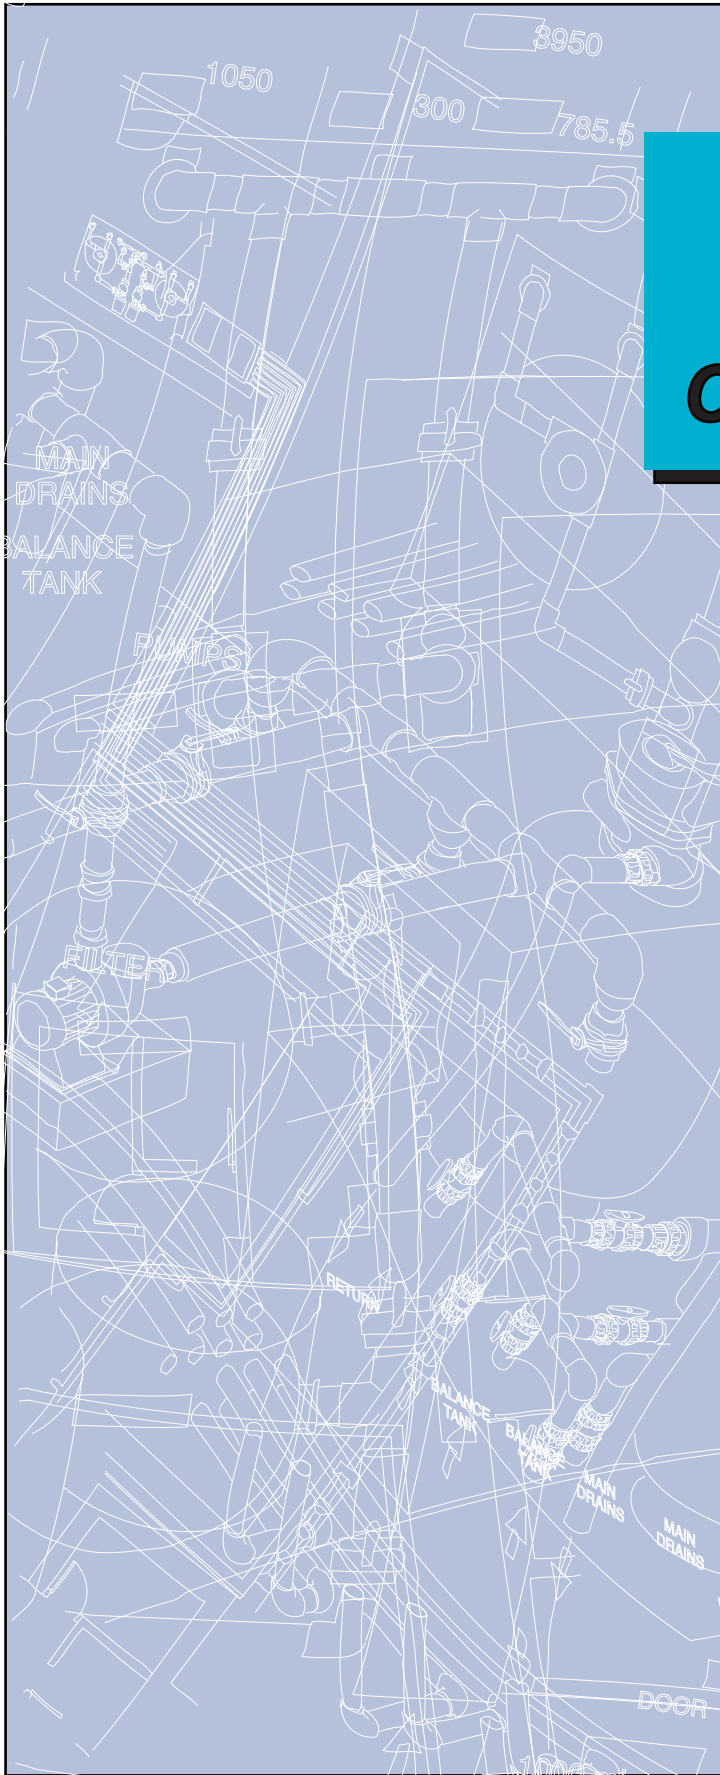 3950
1050
300
785.5
MAIN
DRAINS
BALANCE
TANK
PUMPS
FILTER
RETURN
BALANCE
TANK
BALANCE
TANK
MAIN
DRAINS
MAIN
DRAINS
DOOR